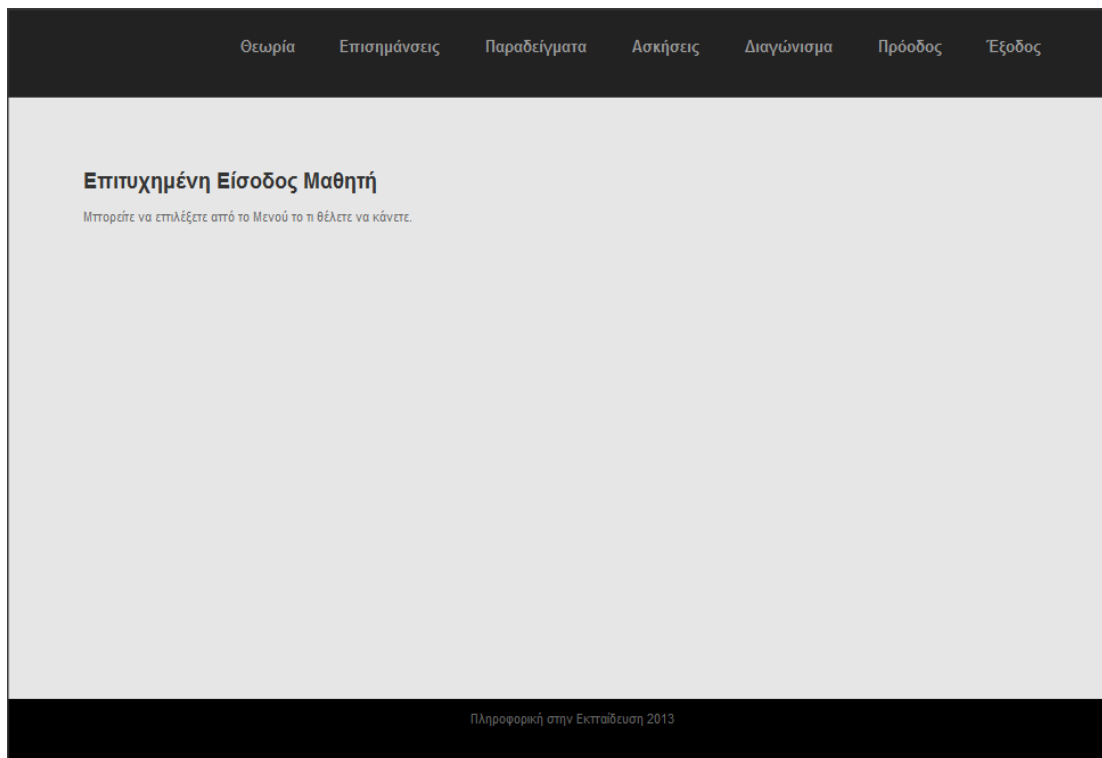 Θεωρία Επισημάνσεις Παραδείγματα Ασκήσεις Διαγώνισμα Πρόοδος Έξοδος
Επιτυχημένη Είσοδος Μαθητή
Μπορείτε να επιλέξετε από το Μενού το τι θέλετε να κάνετε.
Πληροφορική στην Εκπαίδευση 2013